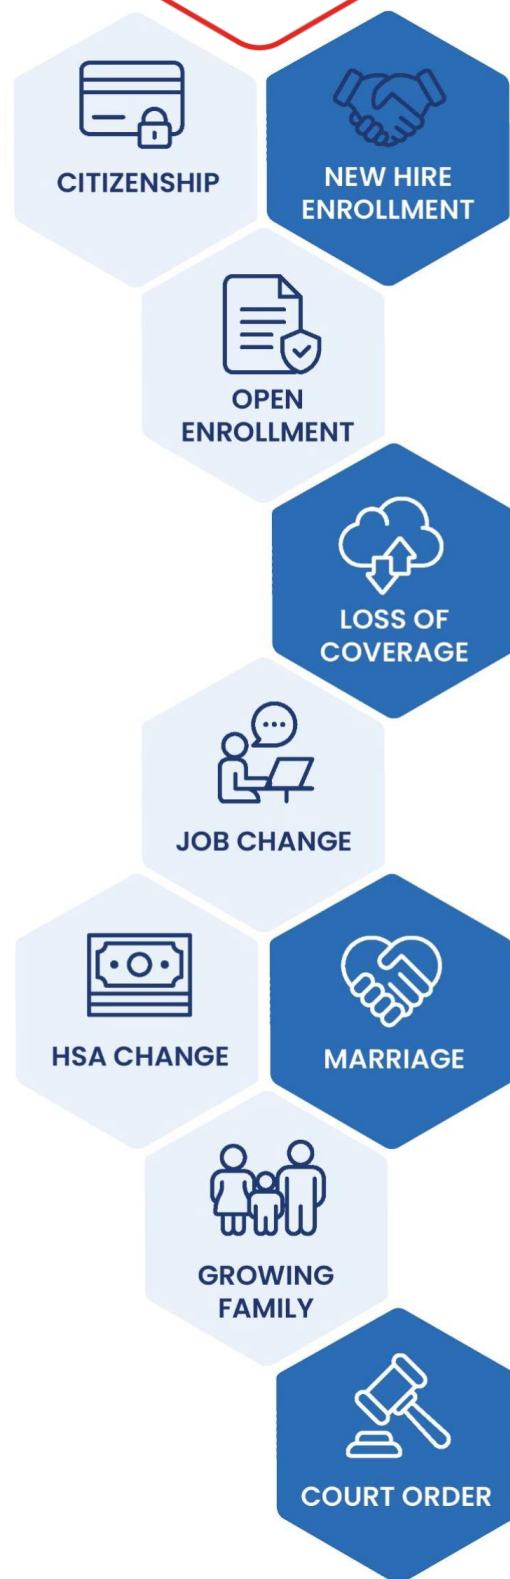 CITIZENSHIP
NEW HIRE
ENROLLMENT
OPEN
ENROLLMENT
LOSS OF
COVERAGE
JOB CHANGE
HSA CHANGE
MARRIAGE
GROWING
FAMILY
COURT ORDER